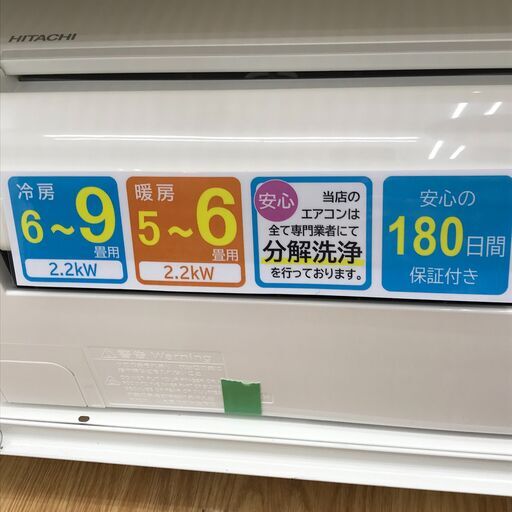 HITACHI
冷房
6～9
畳用
2.2kW
暖房
5～6
畳用
2.2kW
安心
当店の
エアコンは
全て専門業者にて
分解洗浄
を行っております。
安心の
180日間
保証付き
警告 Warning